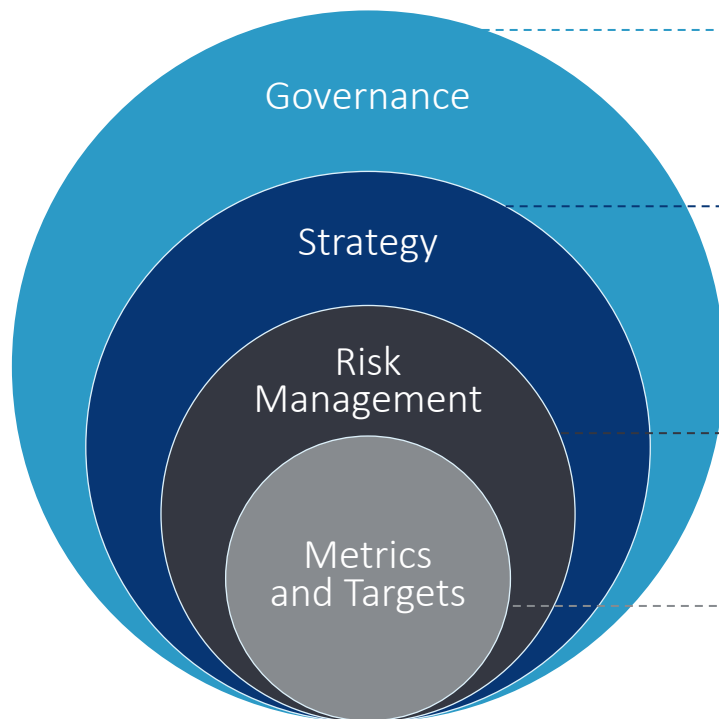 Governance
Strategy
Risk
Management
Metrics
and Targets